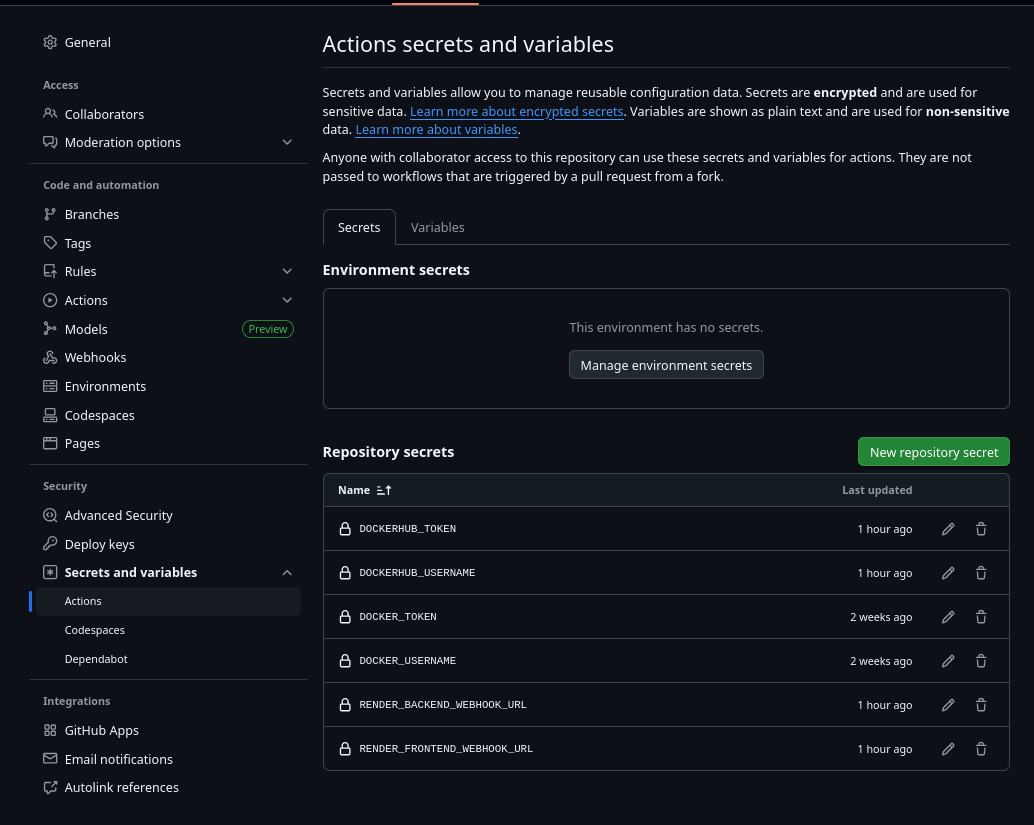 General
Access
Collaborators
Moderation options
Code and automation
Branches
Tags
Rules
Actions
Models Preview
Webhooks
Environments
Codespaces
Pages
Security
Advanced Security
Deploy keys
Secrets and variables
Actions
Codespaces
Dependabot
Integrations
GitHub Apps
Email notifications
Autolink references
Actions secrets and variables
Secrets and variables allow you to manage reusable configuration data. Secrets are encrypted and are used for
sensitive data. Learn more about encrypted secrets. Variables are shown as plain text and are used for non-sensitive
data. Learn more about variables.
Anyone with collaborator access to this repository can use these secrets and variables for actions. They are not
passed to workflows that are triggered by a pull request from a fork.
Secrets Variables
Environment secrets
This environment has no secrets.
Manage environment secrets
Repository secrets New repository secret
Name Last updated
DOCKERHUB_TOKEN 1 hour ago
DOCKERHUB_USERNAME 1 hour ago
DOCKER_TOKEN 2 weeks ago
DOCKER_USERNAME 2 weeks ago
RENDER_BACKEND_WEBHOOK_URL 1 hour ago
RENDER_FRONTEND_WEBHOOK_URL 1 hour ago